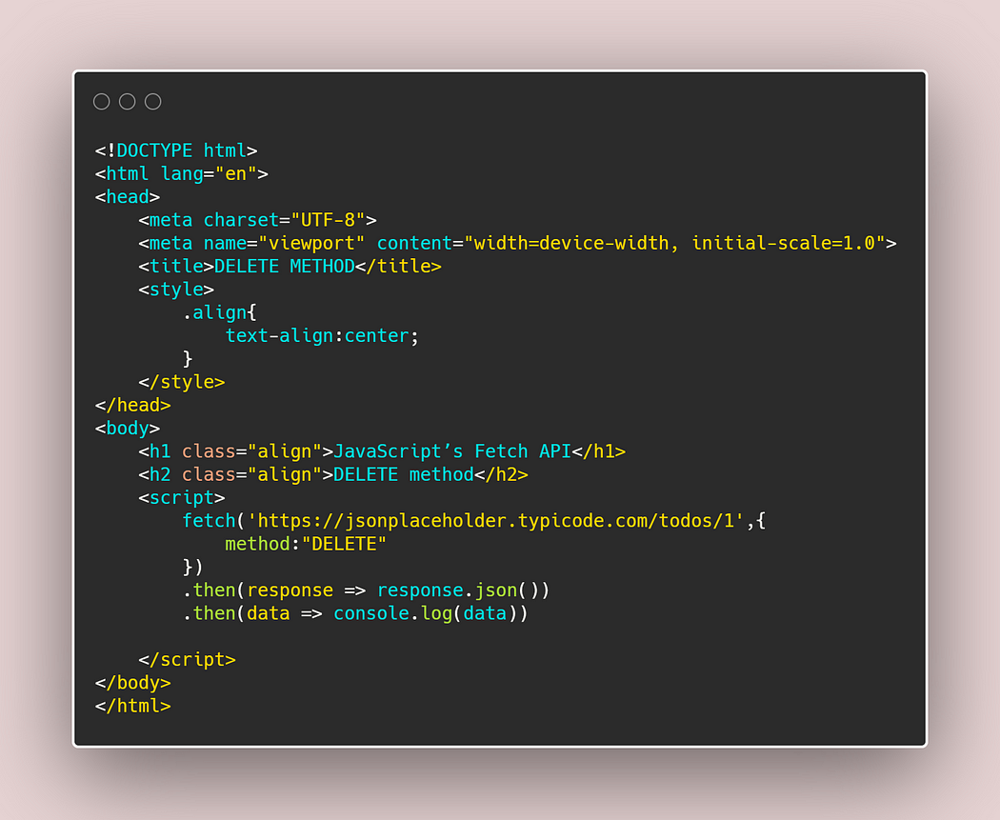 <!DOCTYPE html>
<html lang="en">
<head>
    <meta charset="UTF-8">
    <meta name="viewport" content="width=device-width, initial-scale=1.0">
    <title>DELETE METHOD</title>
    <style>
        .align{
            text-align:center;
        }
    </style>
</head>
<body>
    <h1 class="align">JavaScript’s Fetch API</h1>
    <h2 class="align">DELETE method</h2>
    <script>
        fetch('https://jsonplaceholder.typicode.com/todos/1',{
            method:"DELETE"
        })
        .then(response => response.json())
        .then(data => console.log(data))

    </script>
</body>
</html>